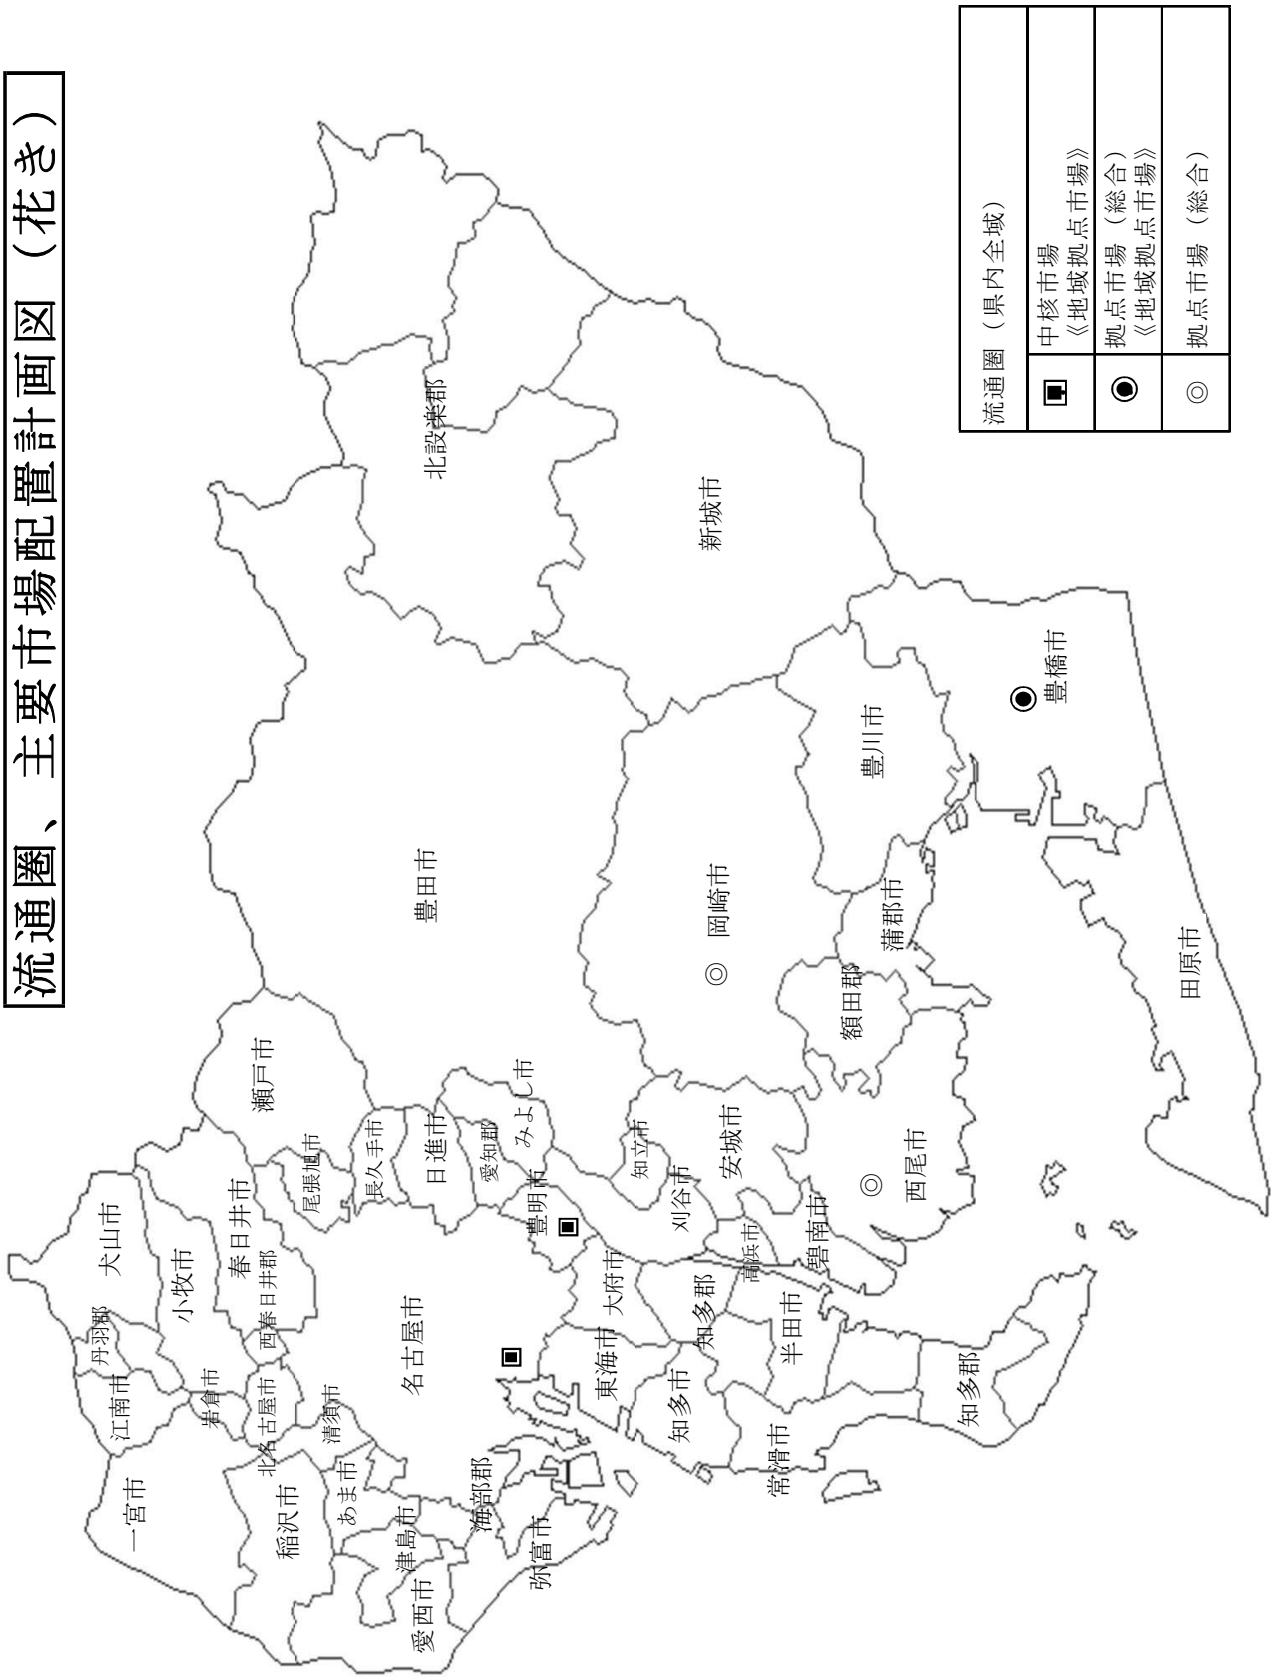 流通圏、主要市場配置計画図（花き）
犬山市
丹羽郡
江南市
小牧市
春日井市
西春日井郡
岩倉市
北名古屋市
一宮市
稲沢市
清須市
あま市
津島市
愛西市
海部郡
弥富市
名古屋市
瀬戸市
尾張旭市
長久手市
日進市
愛知郡
みよし市
豊明市
豊田市
北設楽郡
新城市
大府市
東海市
知多市
知多郡
半田市
常滑市
知多郡
刈谷市
知立市
安城市
高浜市
碧南市
西尾市
岡崎市
額田郡
蒲郡市
豊川市
豊橋市
田原市
流通圏（県内全域）
中核市場
《地域拠点市場》
拠点市場（総合）
《地域拠点市場》
拠点市場（総合）